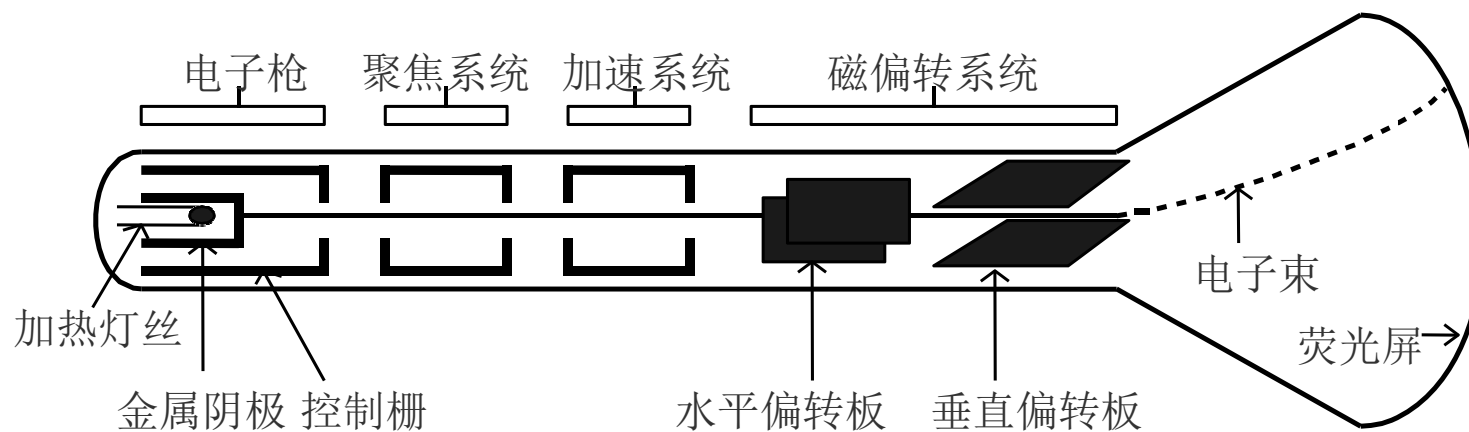 电子枪 聚焦系统 加速系统 磁偏转系统
电子束
加热灯丝
荧光屏
金属阴极 控制栅 水平偏转板 垂直偏转板